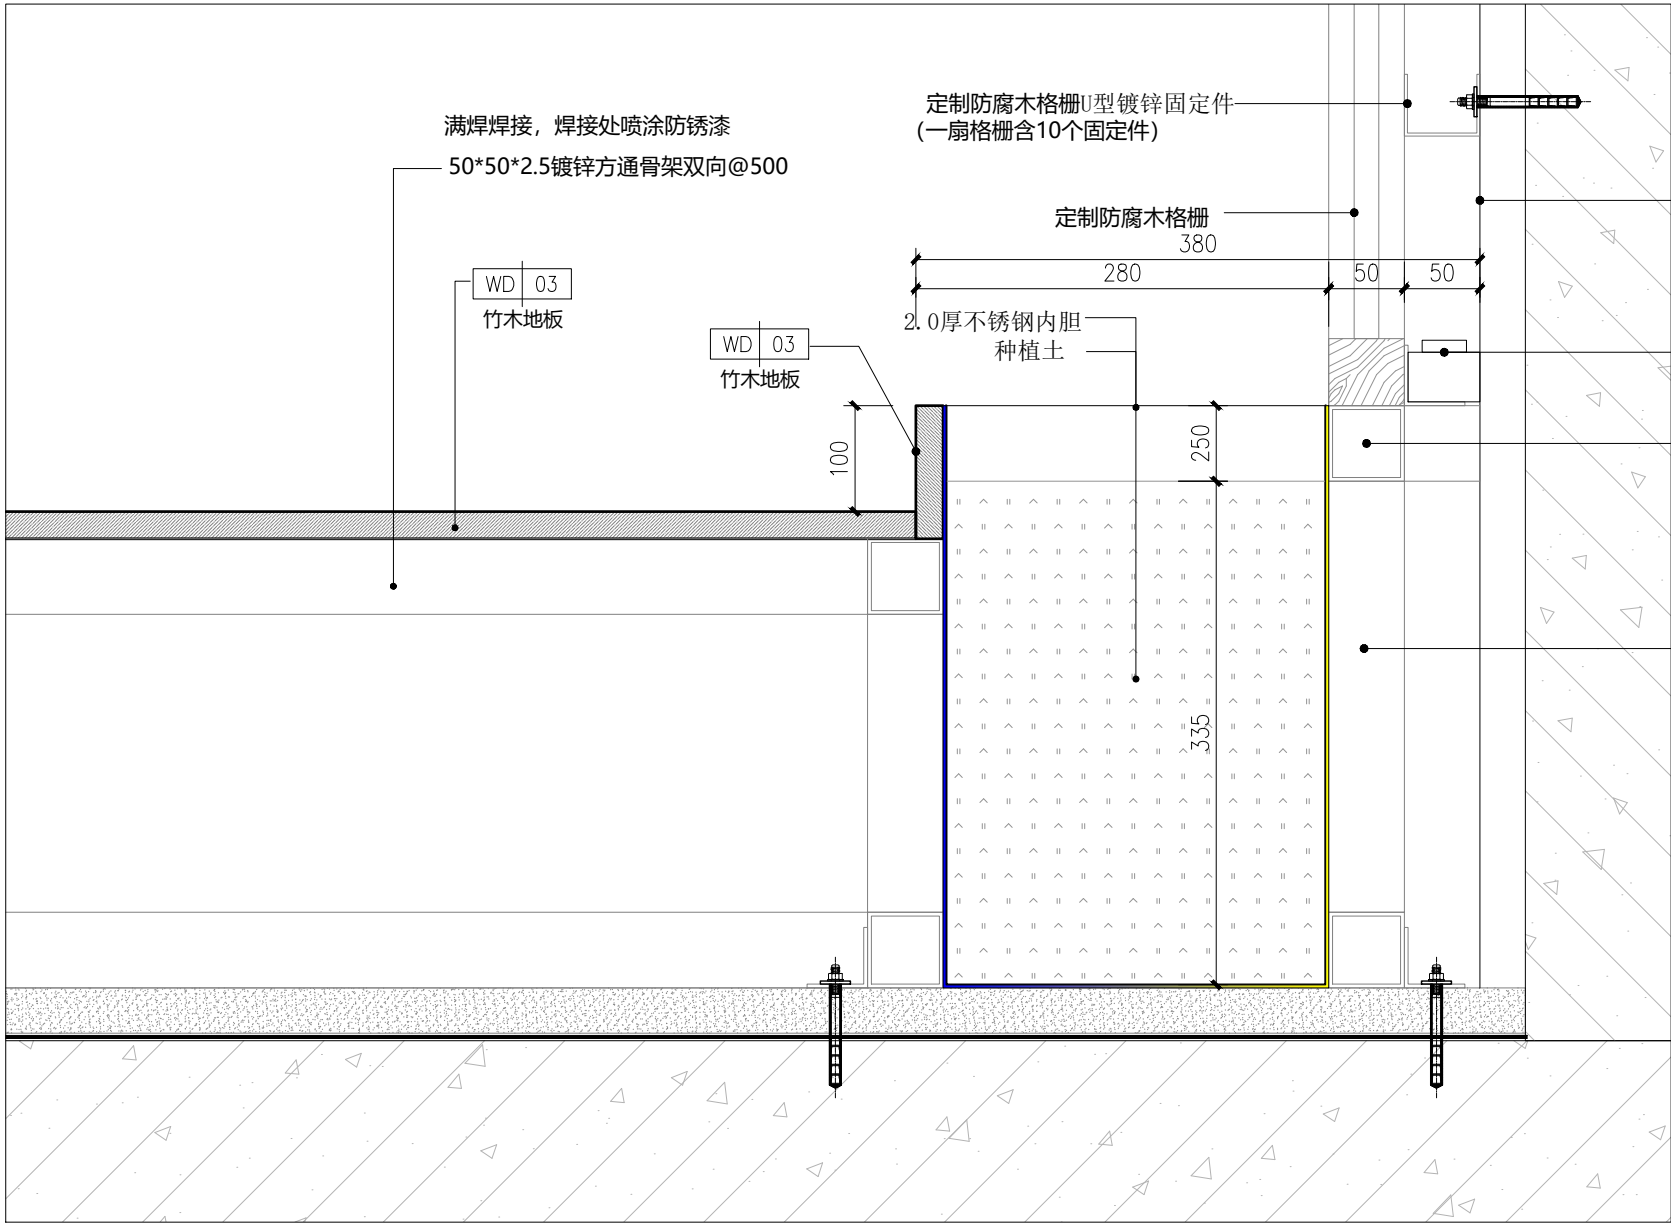 定制防腐木格栅U型镀锌固定件
(一扇格栅含10个固定件)
满焊焊接，焊接处喷涂防锈漆
50*50*2.5镀锌方通骨架双向@500
定制防腐木格栅
380
280
50
50
WD 03
竹木地板
2.0厚不锈钢内胆
种植土
WD 03
竹木地板
100
250
335